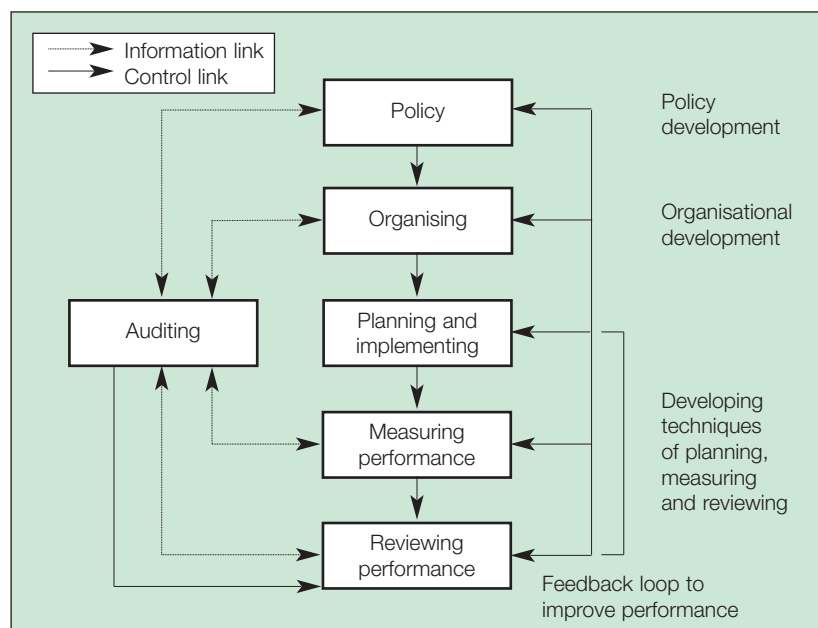 Information link
Control link
Policy
Policy
development
Organising
Organisational
development
Auditing
Planning and
implementing
Measuring
performance
Developing
techniques
of planning,
measuring
and reviewing
Reviewing
performance
Feedback loop to
improve performance